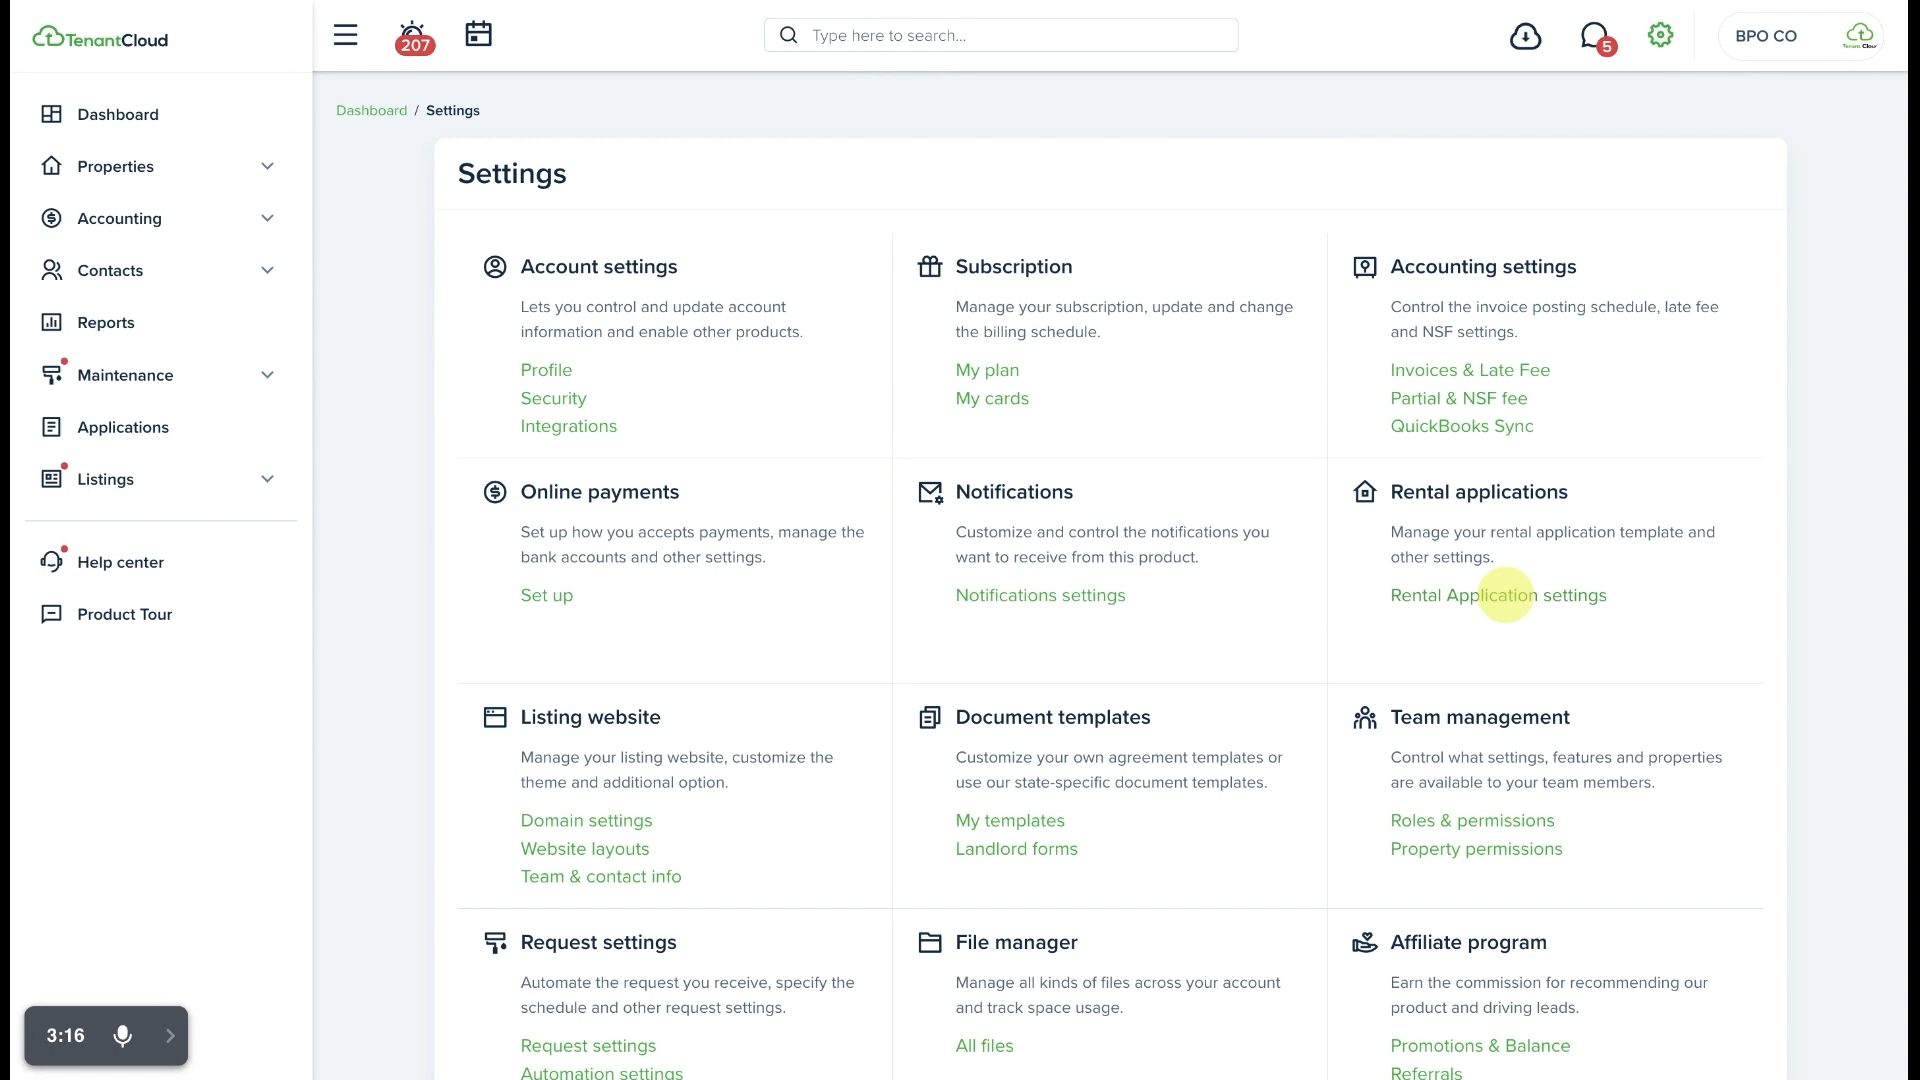 TenantCloud
207
Type here to search...
5
BPO CO
Tenant Cloud
Dashboard
Properties
Accounting
Contacts
Reports
Maintenance
Applications
Listings
Help center
Product Tour
3:16
Dashboard / Settings
Settings
Account settings
Lets you control and update account
information and enable other products.
Profile
Security
Integrations
Subscription
Manage your subscription, update and change
the billing schedule.
My plan
My cards
Accounting settings
Control the invoice posting schedule, late fee
and NSF settings.
Invoices & Late Fee
Partial & NSF fee
QuickBooks Sync
Online payments
Set up how you accepts payments, manage the
bank accounts and other settings.
Set up
Notifications
Customize and control the notifications you
want to receive from this product.
Notifications settings
Rental applications
Manage your rental application template and
other settings.
Rental Application settings
Listing website
Manage your listing website, customize the
theme and additional option.
Domain settings
Website layouts
Team & contact info
Document templates
Customize your own agreement templates or
use our state-specific document templates.
My templates
Landlord forms
Team management
Control what settings, features and properties
are available to your team members.
Roles & permissions
Property permissions
Request settings
Automate the request you receive, specify the
schedule and other request settings.
Request settings
Automation settings
File manager
Manage all kinds of files across your account
and track space usage.
All files
Affiliate program
Earn the commission for recommending our
product and driving leads.
Promotions & Balance
Referrals